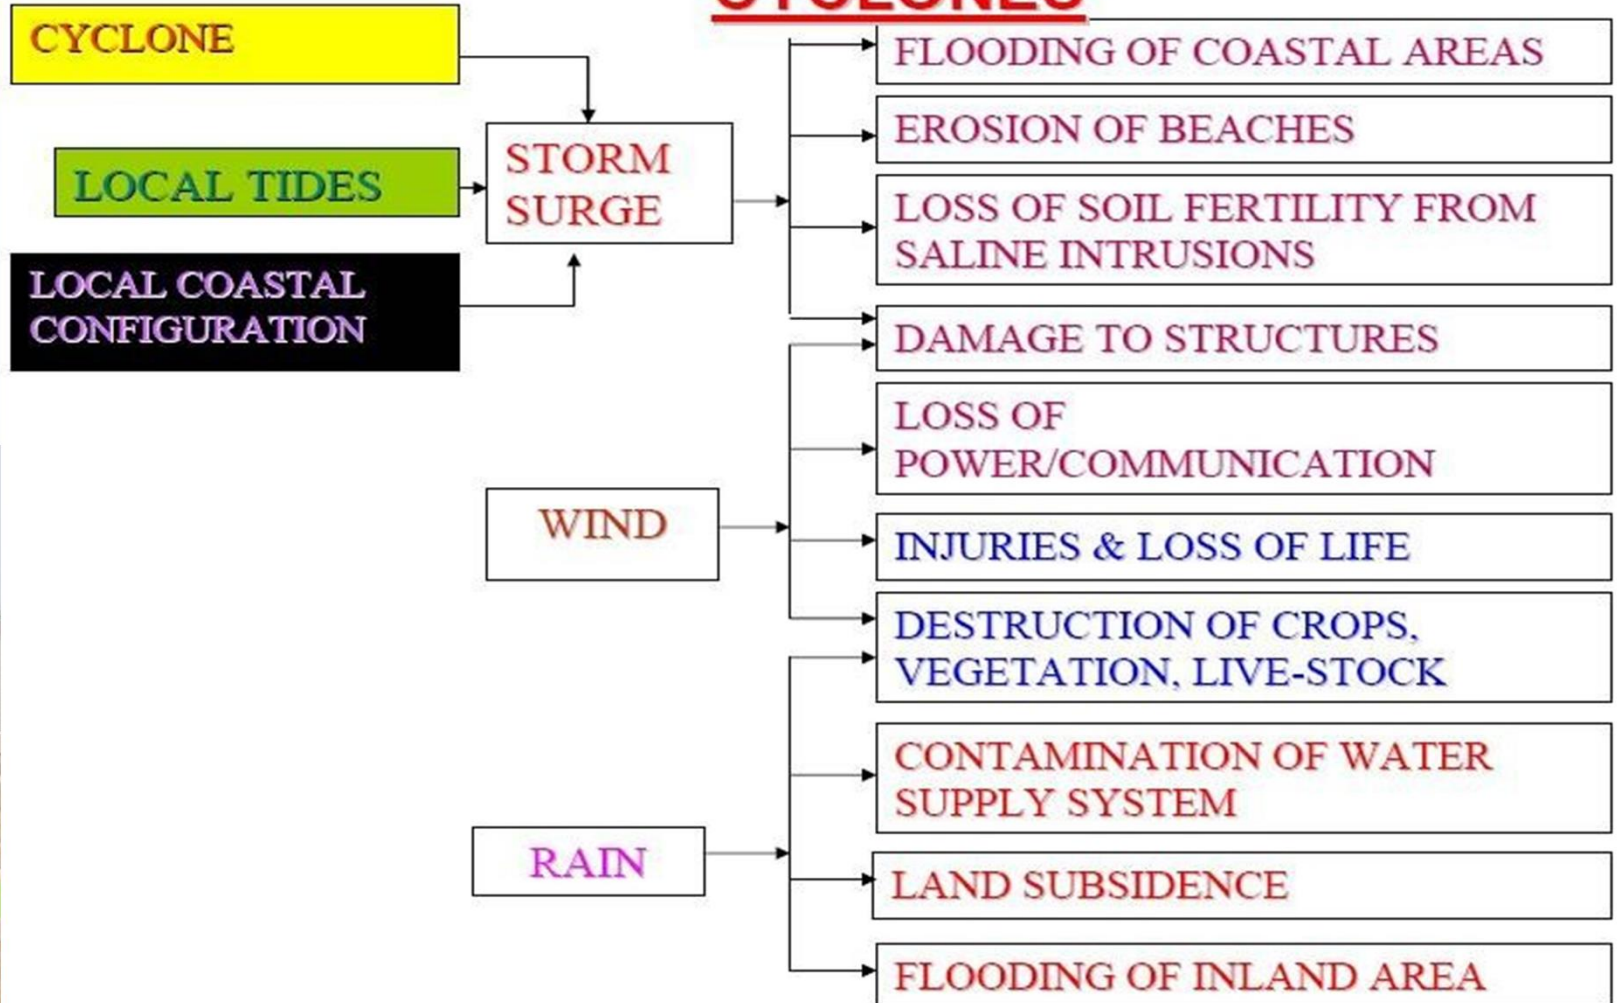 CYCLONES
CYCLONE
LOCAL TIDES
LOCAL COASTAL
CONFIGURATION
STORM
SURGE
WIND
RAIN
FLOODING OF COASTAL AREAS
EROSION OF BEACHES
LOSS OF SOIL FERTILITY FROM
SALINE INTRUSIONS
DAMAGE TO STRUCTURES
LOSS OF
POWER/COMMUNICATION
INJURIES & LOSS OF LIFE
DESTRUCTION OF CROPS,
VEGETATION, LIVE-STOCK
CONTAMINATION OF WATER
SUPPLY SYSTEM
LAND SUBSIDENCE
FLOODING OF INLAND AREA